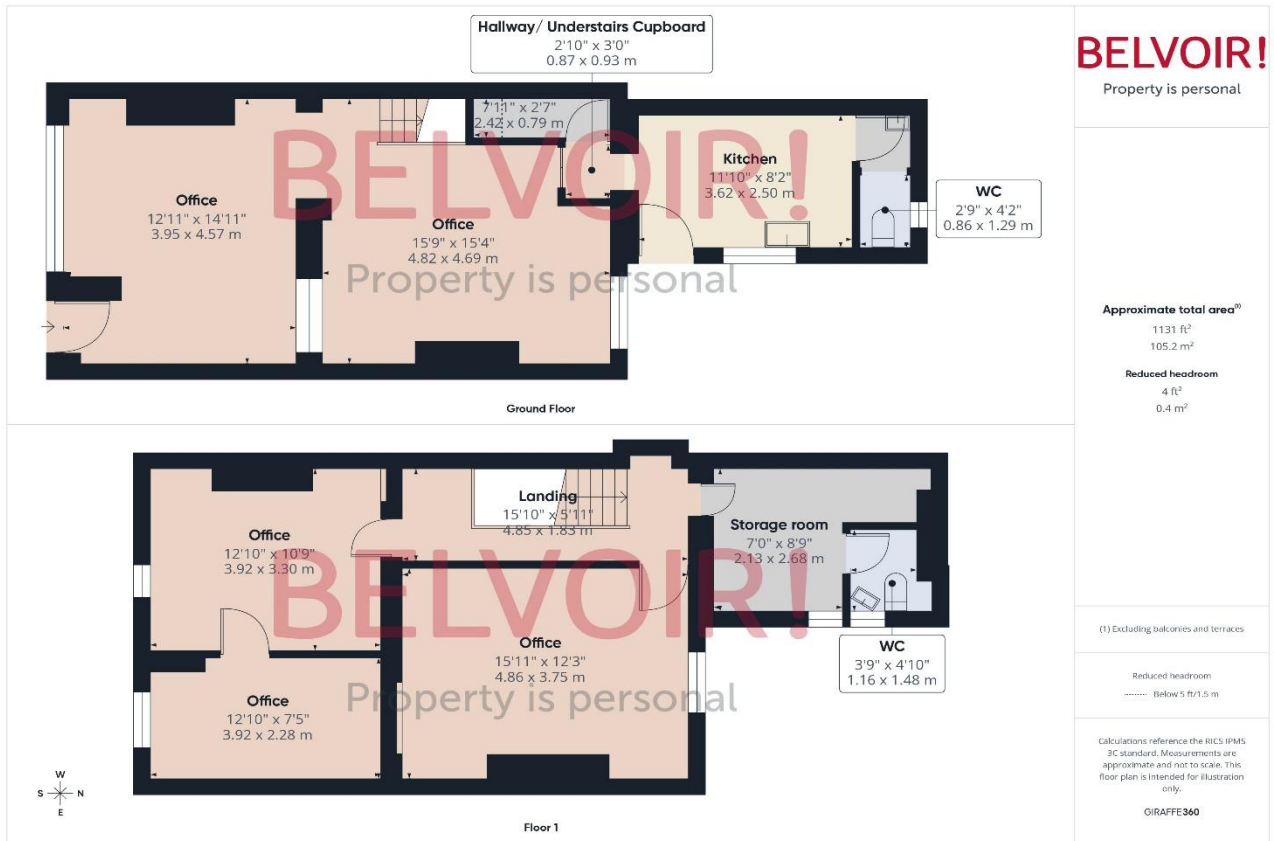 Hallway/ Understairs Cupboard
2'10" x 3'0"
0.87 x 0.93 m
7'11" x 2'7"
2.42 x 0.79 m
BELVOIR!
Property is personal
Office
12'11" x 14'11"
3.95 x 4.57 m
Office
15'9" x 15'4"
4.82 x 4.69 m
Kitchen
11'10" x 8'2"
3.62 x 2.50 m
WC
2'9" x 4'2"
0.86 x 1.29 m
Ground Floor
Office
12'10" x 10'9"
3.92 x 3.30 m
Landing
15'10" x 5'11"
4.85 x 1.83 m
Storage room
7'0" x 8'9"
2.13 x 2.68 m
BELVOIR!
Property is personal
Office
15'11" x 12'3"
4.86 x 3.75 m
WC
3'9" x 4'10"
1.16 x 1.48 m
Office
12'10" x 7'5"
3.92 x 2.28 m
W
S N
E
Floor 1
BELVOIR!
Property is personal
Approximate total area(1)
1131 ft²
105.2 m²
Reduced headroom
4 ft²
0.4 m²
(1) Excluding balconies and terraces
Reduced headroom
Below 5 ft/1.5 m
Calculations reference the RICS IPMS
3C standard. Measurements are
approximate and not to scale. This
floor plan is intended for illustration
only.
GIRAFFE360